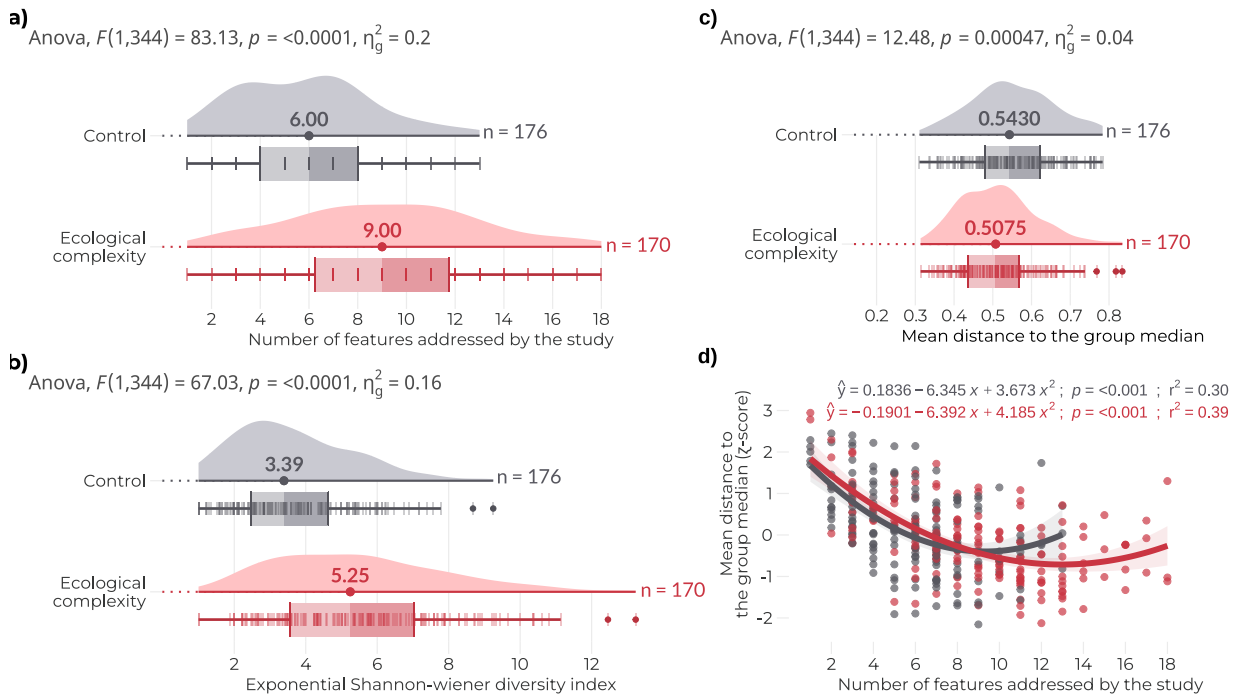 a)
Anova, F(1,344) = 83.13, p = <0.0001, η²g = 0.2
6.00
Control
n = 176
9.00
Ecological
complexity
n = 170
2 4 6 8 10 12 14 16 18
Number of features addressed by the study
b)
Anova, F(1,344) = 67.03, p = <0.0001, η²g = 0.16
3.39
Control
n = 176
5.25
Ecological
complexity
n = 170
2 4 6 8 10 12
Exponential Shannon-wiener diversity index
c)
Anova, F(1,344) = 12.48, p = 0.00047, η²g = 0.04
0.5430
Control
n = 176
0.5075
Ecological
complexity
n = 170
0.2 0.3 0.4 0.5 0.6 0.7 0.8
Mean distance to the group median
d)
ŷ = 0.1836 − 6.345 x + 3.673 x² ; p = <0.001 ; r² = 0.30
ŷ = −0.1901 − 6.392 x + 4.185 x² ; p = <0.001 ; r² = 0.39
Mean distance to
the group median (z-score)
3
2
1
0
-1
-2
2 4 6 8 10 12 14 16 18
Number of features addressed by the study